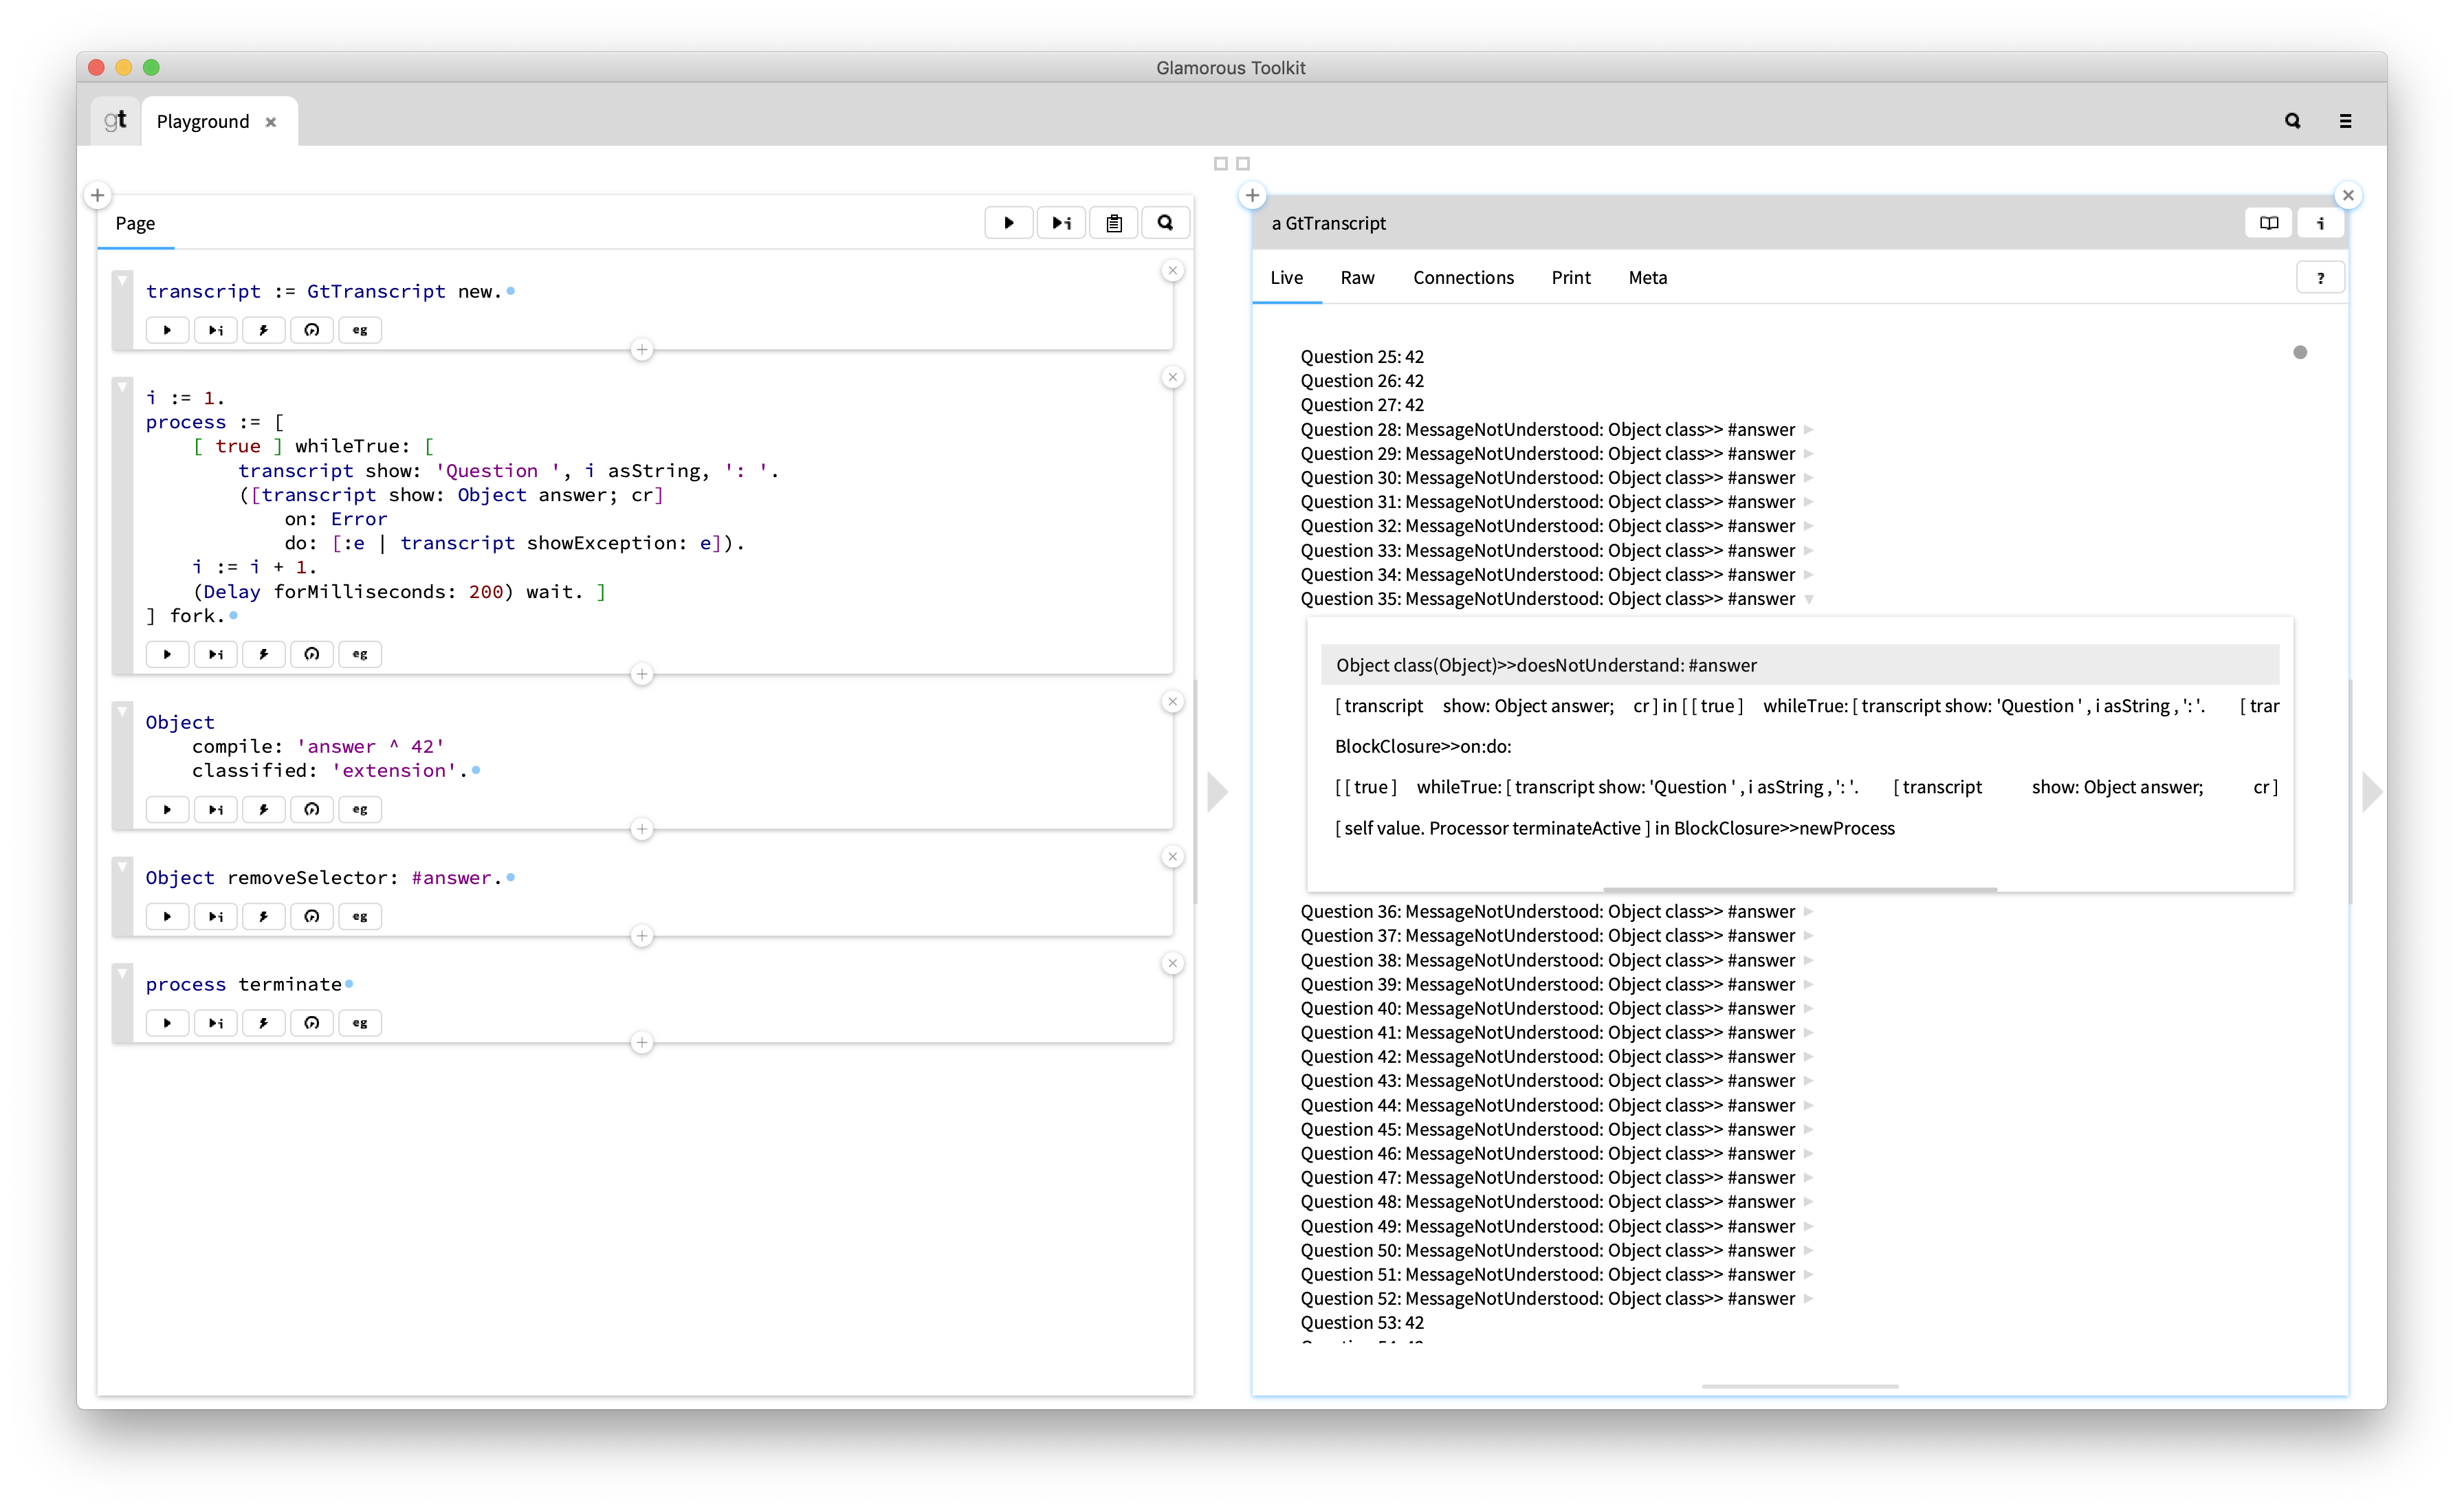 Glamorous Toolkit
gt
Playground
Page
i
transcript := GtTranscript new.
i
eg
i := 1.
process := [
[ true ] whileTrue: [
transcript show: 'Question ', i asString, ': '.
([transcript show: Object answer; cr]
on: Error
do: [:e | transcript showException: e]).
i := i + 1.
(Delay forMilliseconds: 200) wait. ]
] fork.
i
eg
Object
compile: 'answer ^ 42'
classified: 'extension'.
i
eg
Object removeSelector: #answer.
i
eg
process terminate
i
eg
a GtTranscript
i
Live Raw Connections Print Meta
?
Question 25: 42
Question 26: 42
Question 27: 42
Question 28: MessageNotUnderstood: Object class>> #answer
Question 29: MessageNotUnderstood: Object class>> #answer
Question 30: MessageNotUnderstood: Object class>> #answer
Question 31: MessageNotUnderstood: Object class>> #answer
Question 32: MessageNotUnderstood: Object class>> #answer
Question 33: MessageNotUnderstood: Object class>> #answer
Question 34: MessageNotUnderstood: Object class>> #answer
Question 35: MessageNotUnderstood: Object class>> #answer
Object class(Object)>>doesNotUnderstand: #answer
[ transcript show: Object answer; cr ] in [ [ true ] whileTrue: [ transcript show: 'Question ' , i asString , ': '. [ trar
BlockClosure>>on:do:
[ [ true ] whileTrue: [ transcript show: 'Question ' , i asString , ': '. [ transcript show: Object answer; cr ]
[ self value. Processor terminateActive ] in BlockClosure>>newProcess
Question 36: MessageNotUnderstood: Object class>> #answer
Question 37: MessageNotUnderstood: Object class>> #answer
Question 38: MessageNotUnderstood: Object class>> #answer
Question 39: MessageNotUnderstood: Object class>> #answer
Question 40: MessageNotUnderstood: Object class>> #answer
Question 41: MessageNotUnderstood: Object class>> #answer
Question 42: MessageNotUnderstood: Object class>> #answer
Question 43: MessageNotUnderstood: Object class>> #answer
Question 44: MessageNotUnderstood: Object class>> #answer
Question 45: MessageNotUnderstood: Object class>> #answer
Question 46: MessageNotUnderstood: Object class>> #answer
Question 47: MessageNotUnderstood: Object class>> #answer
Question 48: MessageNotUnderstood: Object class>> #answer
Question 49: MessageNotUnderstood: Object class>> #answer
Question 50: MessageNotUnderstood: Object class>> #answer
Question 51: MessageNotUnderstood: Object class>> #answer
Question 52: MessageNotUnderstood: Object class>> #answer
Question 53: 42